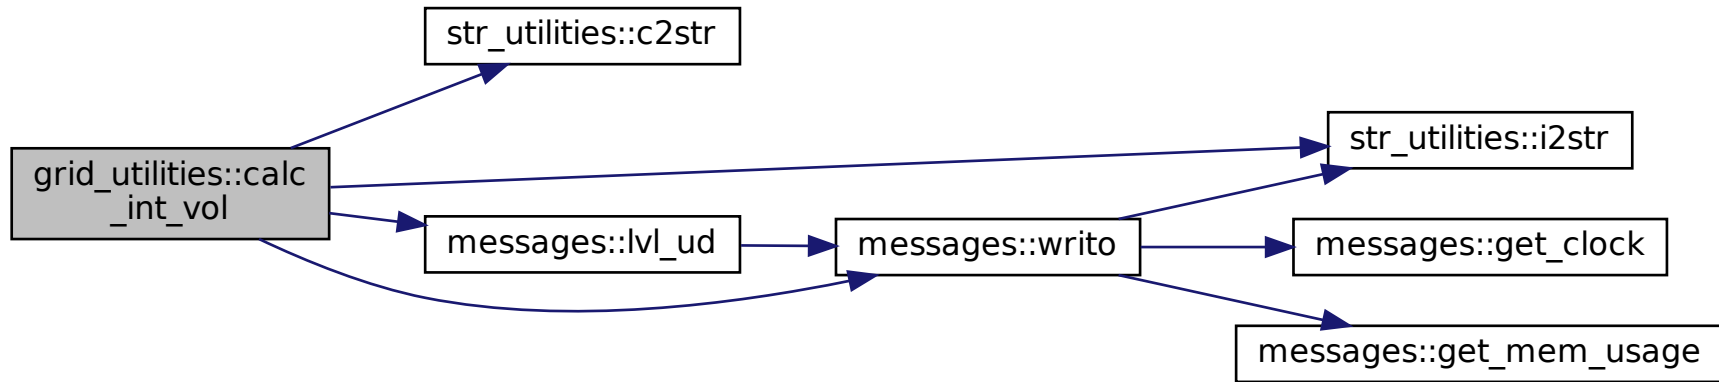 str_utilities::c2str
str_utilities::i2str
grid_utilities::calc
_int_vol
messages::lvl_ud
messages::writo
messages::get_clock
messages::get_mem_usage